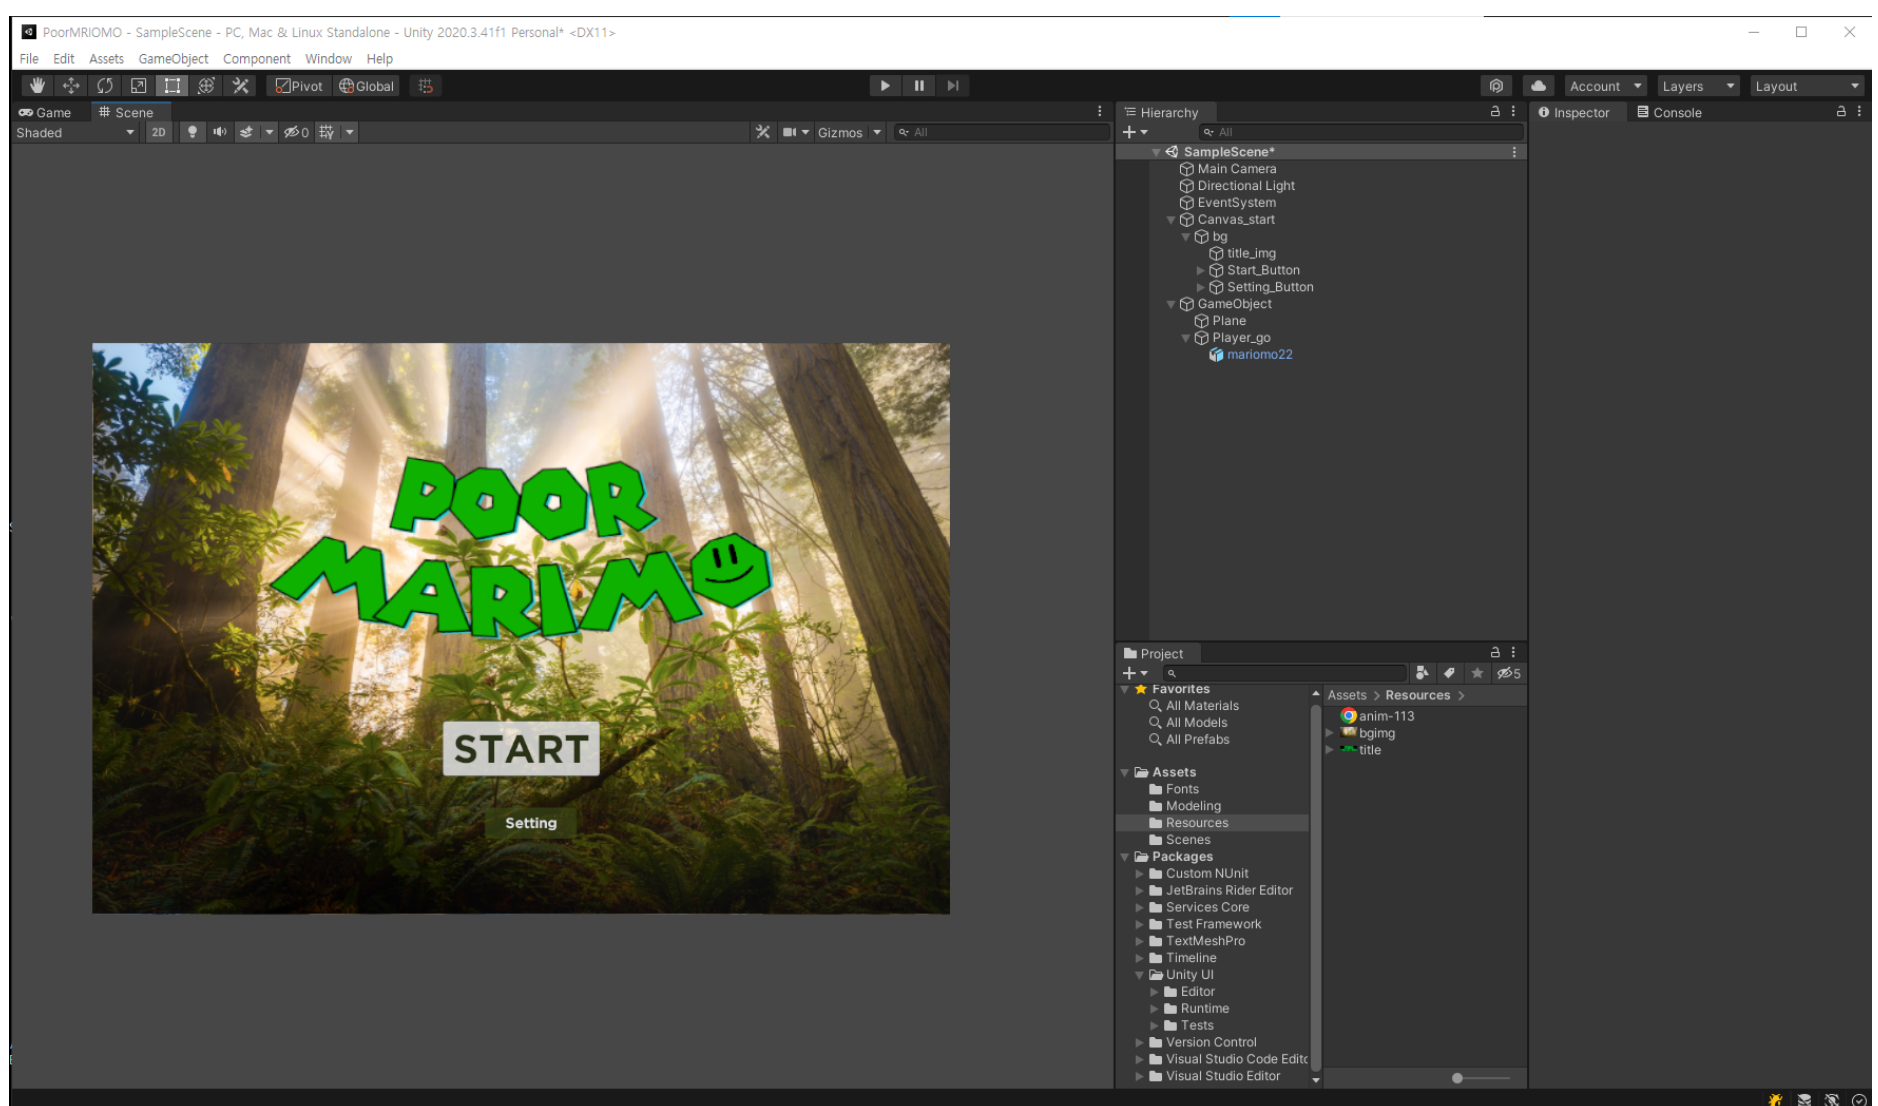 PoorMRIOMO - SampleScene - PC, Mac & Linux Standalone - Unity 2020.3.41f1 Personal* <DX11>
File Edit Assets GameObject Component Window Help
Pivot Global
Account Layers Layout
Game Scene
Shaded 2D 0 Gizmos All
POOR
MARIM
START
Setting
Hierarchy
All
SampleScene*
Main Camera
Directional Light
EventSystem
Canvas_start
bg
title_img
Start_Button
Setting_Button
GameObject
Plane
Player_go
mariomo22
Project
5
Favorites
All Materials
All Models
All Prefabs
Assets
Fonts
Modeling
Resources
Scenes
Packages
Custom NUnit
JetBrains Rider Editor
Services Core
Test Framework
TextMeshPro
Timeline
Unity UI
Editor
Runtime
Tests
Version Control
Visual Studio Code Edito
Visual Studio Editor
Assets > Resources >
anim-113
bgimg
title
Inspector Console